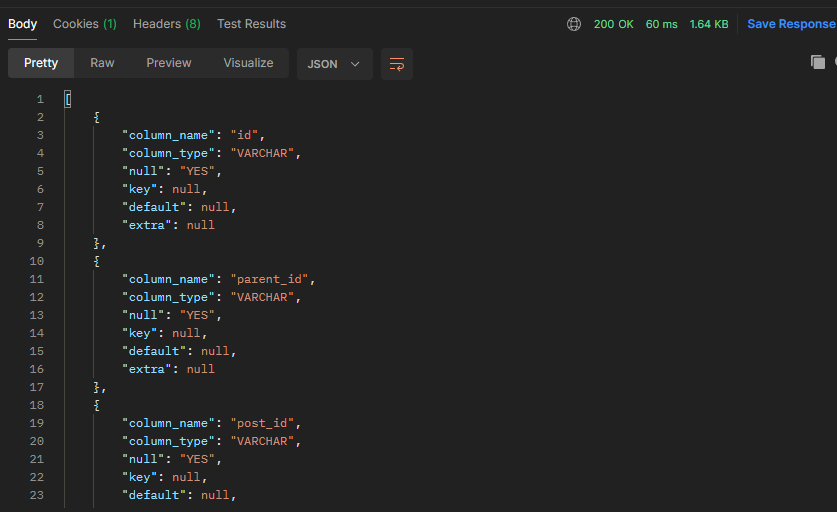 Body Cookies (1) Headers (8) Test Results 200 OK 60 ms 1.64 KB Save Response
Pretty Raw Preview Visualize JSON
1 [
2 {
3 "column_name": "id",
4 "column_type": "VARCHAR",
5 "null": "YES",
6 "key": null,
7 "default": null,
8 "extra": null
9 },
10 {
11 "column_name": "parent_id",
12 "column_type": "VARCHAR",
13 "null": "YES",
14 "key": null,
15 "default": null,
16 "extra": null
17 },
18 {
19 "column_name": "post_id",
20 "column_type": "VARCHAR",
21 "null": "YES",
22 "key": null,
23 "default": null,